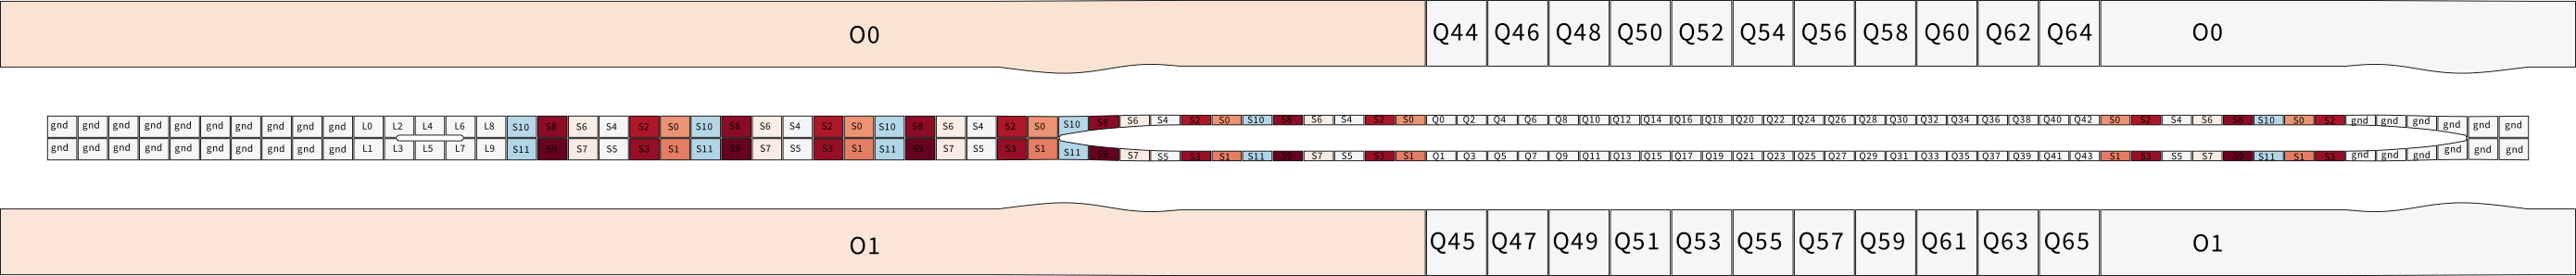 O0 Q44 Q46 Q48 Q50 Q52 Q54 Q56 Q58 Q60 Q62 Q64 O0
gnd gnd gnd gnd gnd gnd gnd gnd gnd gnd L0 L2 L4 L6 L8 S10 S8 S6 S4 S2 S0 S10 S8 S6 S4 S2 S0 S10 S8 S6 S4 S2 S0 S10 S8 S6 S4 S2 S0 S10 S8 S6 S4 S2 S0 Q0 Q2 Q4 Q6 Q8 Q10 Q12 Q14 Q16 Q18 Q20 Q22 Q24 Q26 Q28 Q30 Q32 Q34 Q36 Q38 Q40 Q42 S0 S2 S4 S6 S8 S10 S0 S2 gnd gnd gnd gnd gnd gnd
gnd gnd gnd gnd gnd gnd gnd gnd gnd gnd L1 L3 L5 L7 L9 S11 S9 S7 S5 S3 S1 S11 S9 S7 S5 S3 S1 S11 S9 S7 S5 S3 S1 S11 S9 S7 S5 S3 S1 S11 S9 S7 S5 S3 S1 Q1 Q3 Q5 Q7 Q9 Q11 Q13 Q15 Q17 Q19 Q21 Q23 Q25 Q27 Q29 Q31 Q33 Q35 Q37 Q39 Q41 Q43 S1 S3 S5 S7 S9 S11 S1 S3 gnd gnd gnd gnd gnd gnd
O1 Q45 Q47 Q49 Q51 Q53 Q55 Q57 Q59 Q61 Q63 Q65 O1